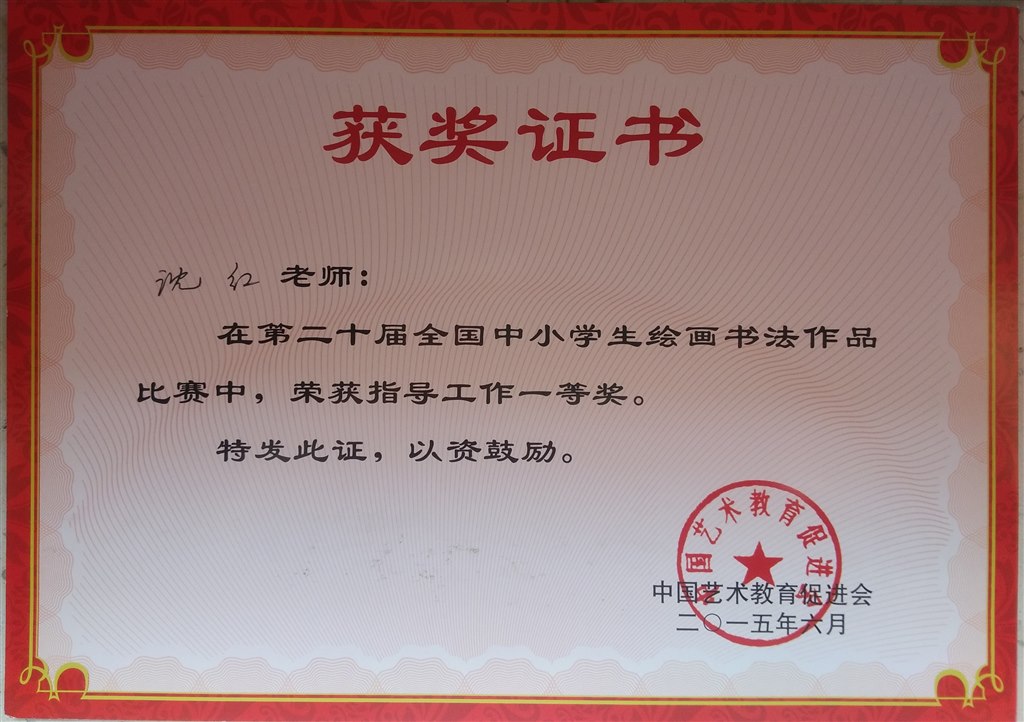 获奖证书
沈 红 老师：
在第二十届全国中小学生绘画书法作品
比赛中，荣获指导工作一等奖。
特发此证，以资鼓励。
中国艺术教育促进会
中国艺术教育促进会
二〇一五年六月